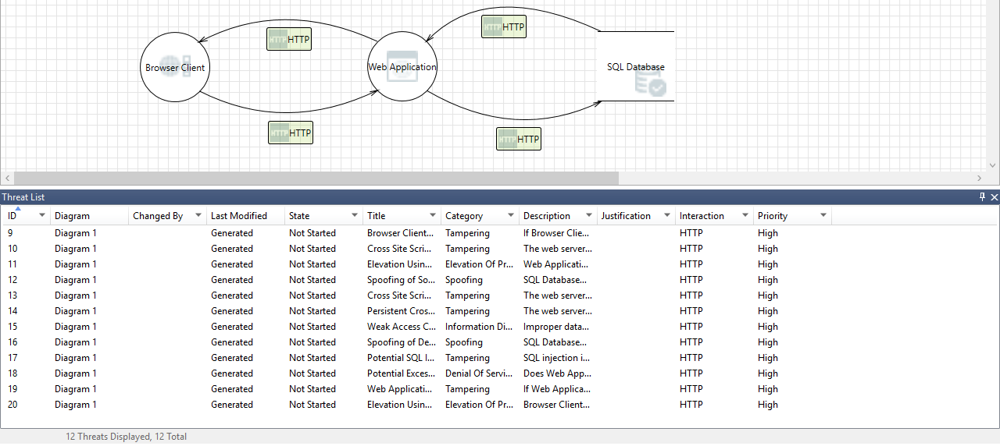 HTTP HTTP
HTTP HTTP
Browser Client
Web Application
SQL Database
HTTP HTTP
HTTP HTTP
Threat List
ID Diagram Changed By Last Modified State Title Category Description Justification Interaction Priority
9 Diagram 1 Generated Not Started Browser Client... Tampering If Browser Clie... HTTP High
10 Diagram 1 Generated Not Started Cross Site Scri... Tampering The web server... HTTP High
11 Diagram 1 Generated Not Started Elevation Usin... Elevation Of Pr... Web Applicati... HTTP High
12 Diagram 1 Generated Not Started Spoofing of So... Spoofing SQL Database... HTTP High
13 Diagram 1 Generated Not Started Cross Site Scri... Tampering The web server... HTTP High
14 Diagram 1 Generated Not Started Persistent Cros... Tampering The web server... HTTP High
15 Diagram 1 Generated Not Started Weak Access C... Information Di... Improper data... HTTP High
16 Diagram 1 Generated Not Started Spoofing of De... Spoofing SQL Database... HTTP High
17 Diagram 1 Generated Not Started Potential SQL I... Tampering SQL injection i... HTTP High
18 Diagram 1 Generated Not Started Potential Exces... Denial Of Servi... Does Web App... HTTP High
19 Diagram 1 Generated Not Started Web Applicati... Tampering If Web Applica... HTTP High
20 Diagram 1 Generated Not Started Elevation Usin... Elevation Of Pr... Browser Client... HTTP High
12 Threats Displayed, 12 Total